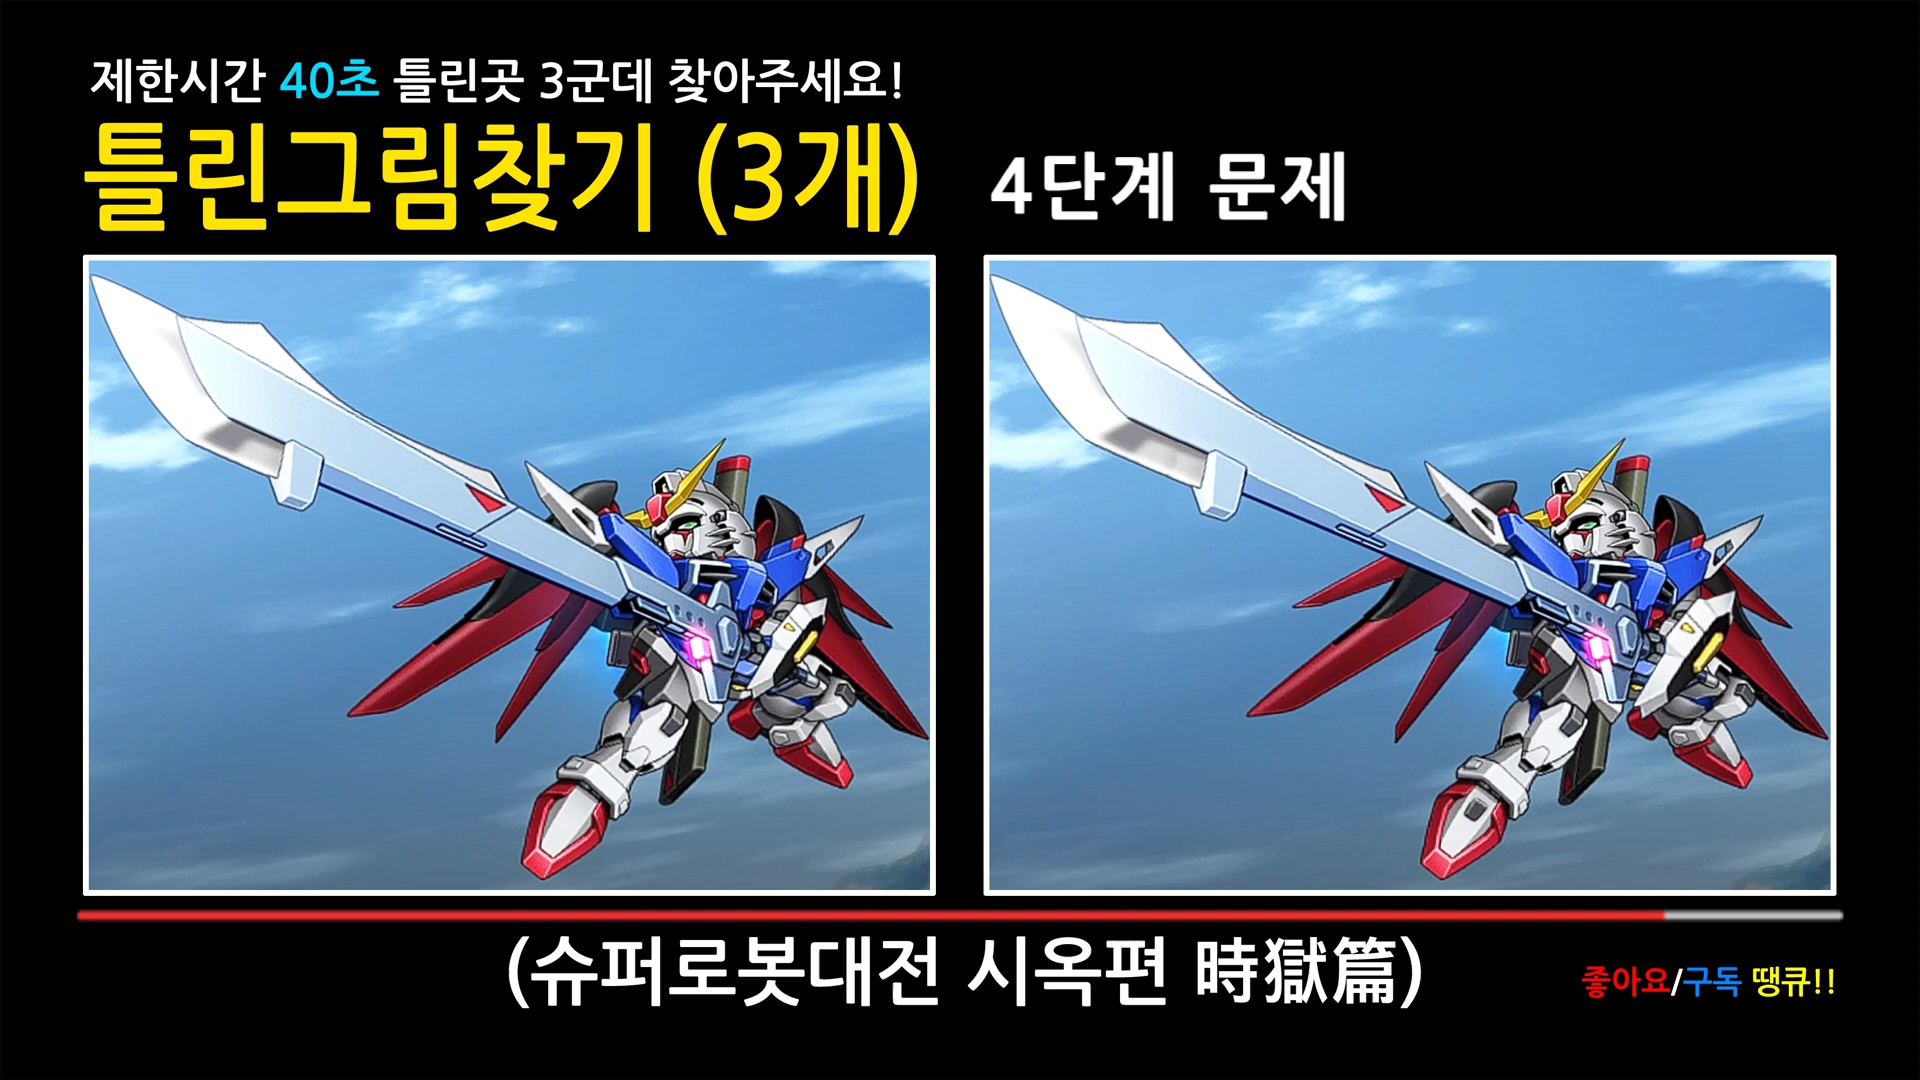 제한시간 40초 틀린곳 3군데 찾아주세요!
틀린그림찾기 (3개) 4단계 문제
(슈퍼로봇대전 시옥편 時獄篇)
좋아요/구독 땡큐!!